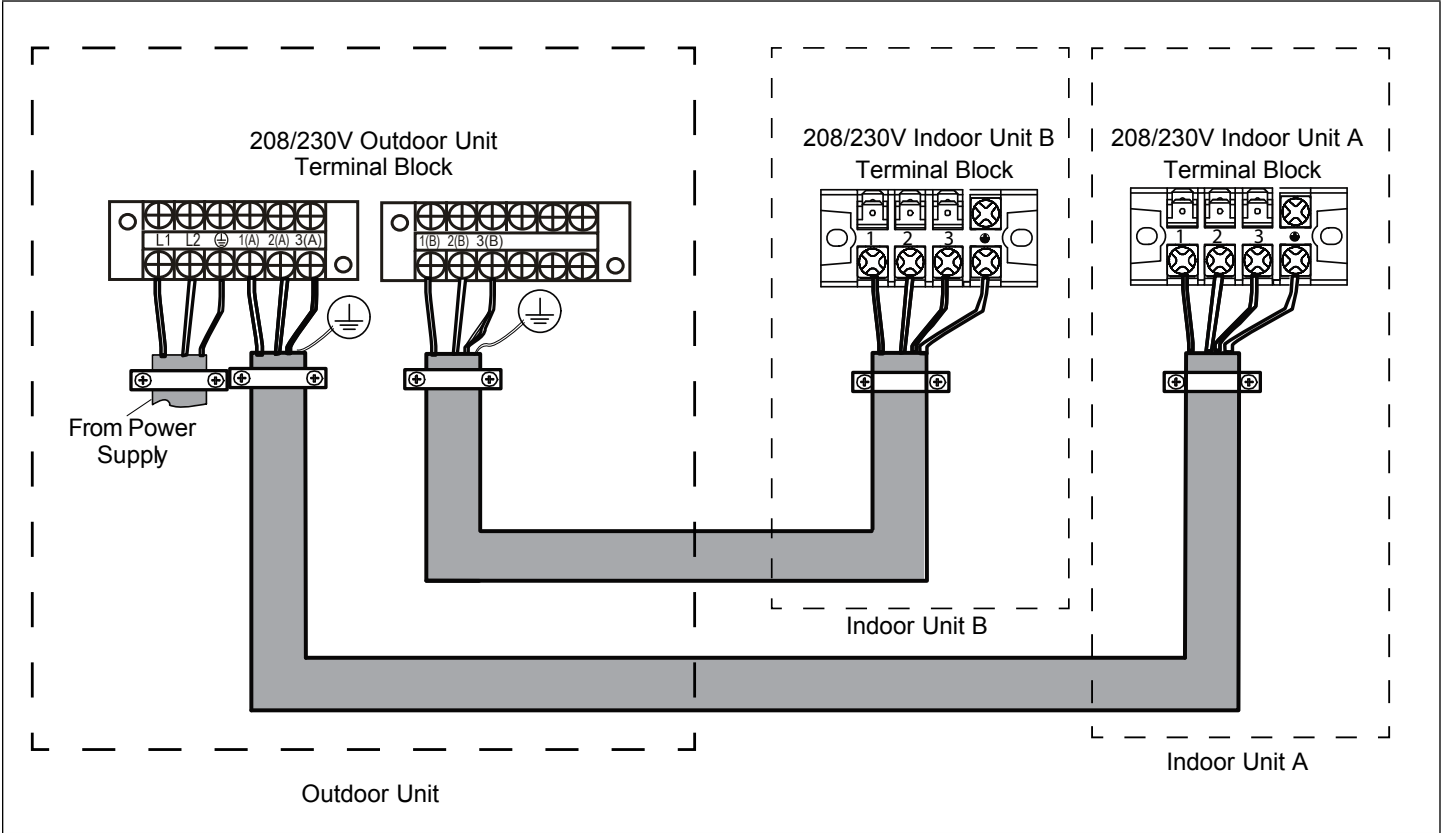 208/230V Outdoor Unit
Terminal Block
208/230V Indoor Unit B
Terminal Block
208/230V Indoor Unit A
Terminal Block
L1 L2 1(A) 2(A) 3(A)
1(B) 2(B) 3(B)
1 2 3
1 2 3
From Power
Supply
Indoor Unit B
Indoor Unit A
Outdoor Unit